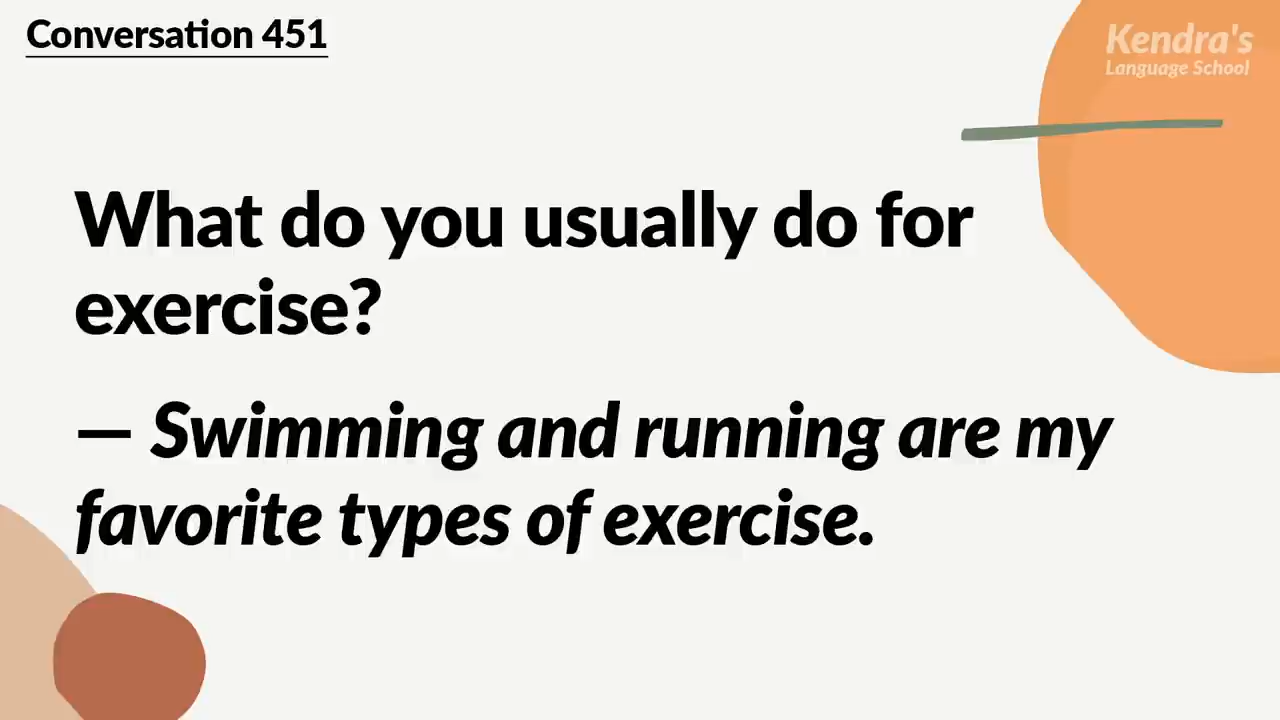 Conversation 451
Kendra's
Language School
What do you usually do for
exercise?
— Swimming and running are my
favorite types of exercise.